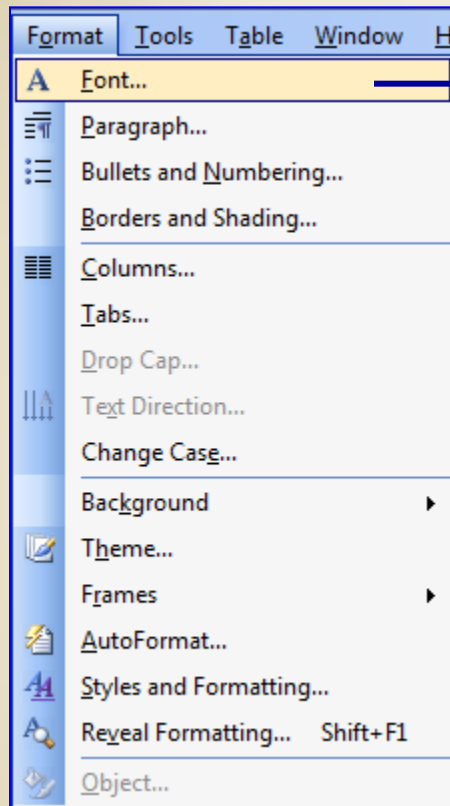 Format Tools Table Window H
Font...
Paragraph...
Bullets and Numbering...
Borders and Shading...
Columns...
Tabs...
Drop Cap...
Text Direction...
Change Case...
Background
Theme...
Frames
AutoFormat...
Styles and Formatting...
Reveal Formatting... Shift+F1
Object...